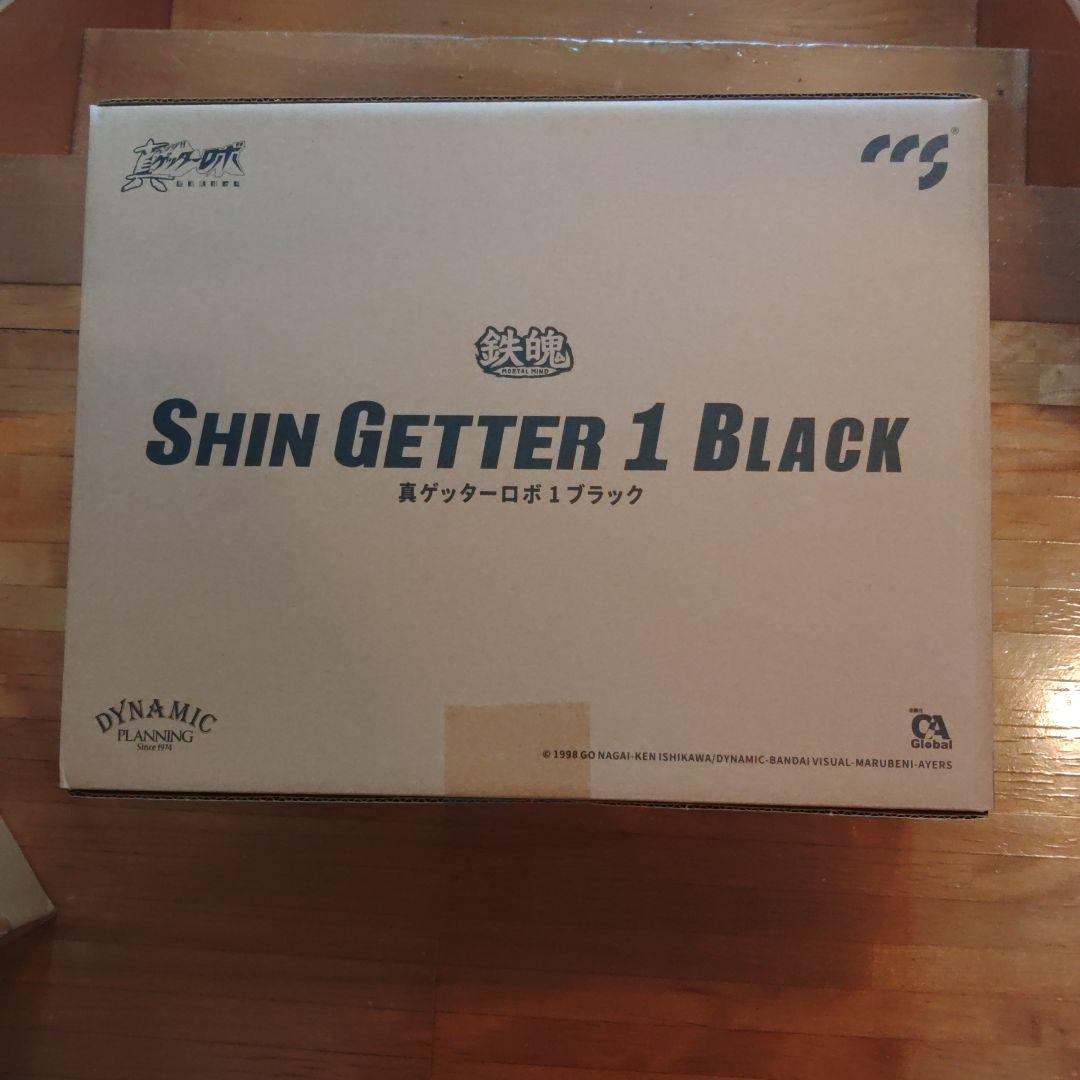 真ゲッターロボ
ccs®
鉄魄
MORTAL MIND
SHIN GETTER 1 BLACK
真ゲッターロボ 1 ブラック
DYNAMIC
PLANNING
Since 1974
CA
Global
© 1998 GO NAGAI-KEN ISHIKAWA/DYNAMIC-BANDAI VISUAL-MARUBENI-AYERS